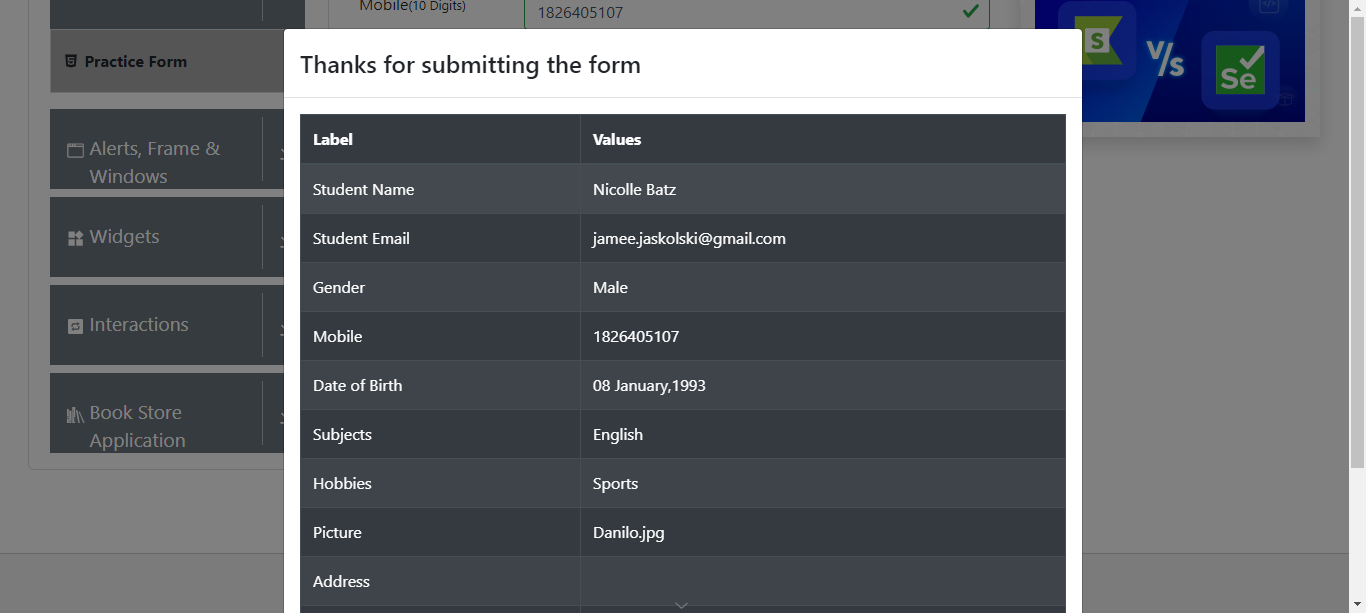 Mobile(10 Digits)
1826405107
Practice Form
S
V/s
Se
Thanks for submitting the form
Alerts, Frame &
Windows
Widgets
Interactions
Book Store
Application
Label Values
Student Name Nicolle Batz
Student Email jamee.jaskolski@gmail.com
Gender Male
Mobile 1826405107
Date of Birth 08 January,1993
Subjects English
Hobbies Sports
Picture Danilo.jpg
Address